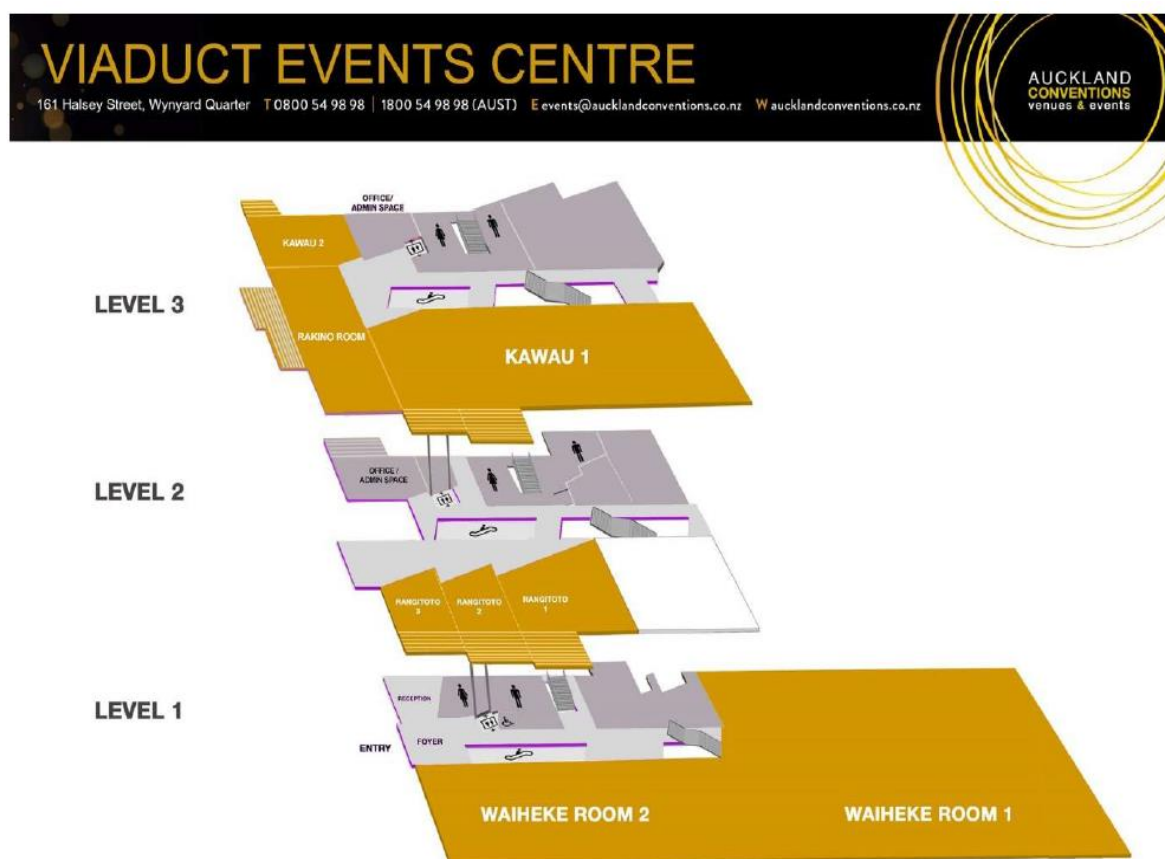 VIADUCT EVENTS CENTRE
161 Halsey Street, Wynyard Quarter T 0800 54 98 98 | 1800 54 98 98 (AUST) E events@aucklandconventions.co.nz W aucklandconventions.co.nz
AUCKLAND
CONVENTIONS
venues & events
LEVEL 3
OFFICE/
ADMIN SPACE
KAWAU 2
RAKINO ROOM
KAWAU 1
LEVEL 2
OFFICE/
ADMIN SPACE
RANGITOTO
3
RANGITOTO
2
RANGITOTO
1
LEVEL 1
RECEPTION
ENTRY
FOYER
WAIHEKE ROOM 2
WAIHEKE ROOM 1